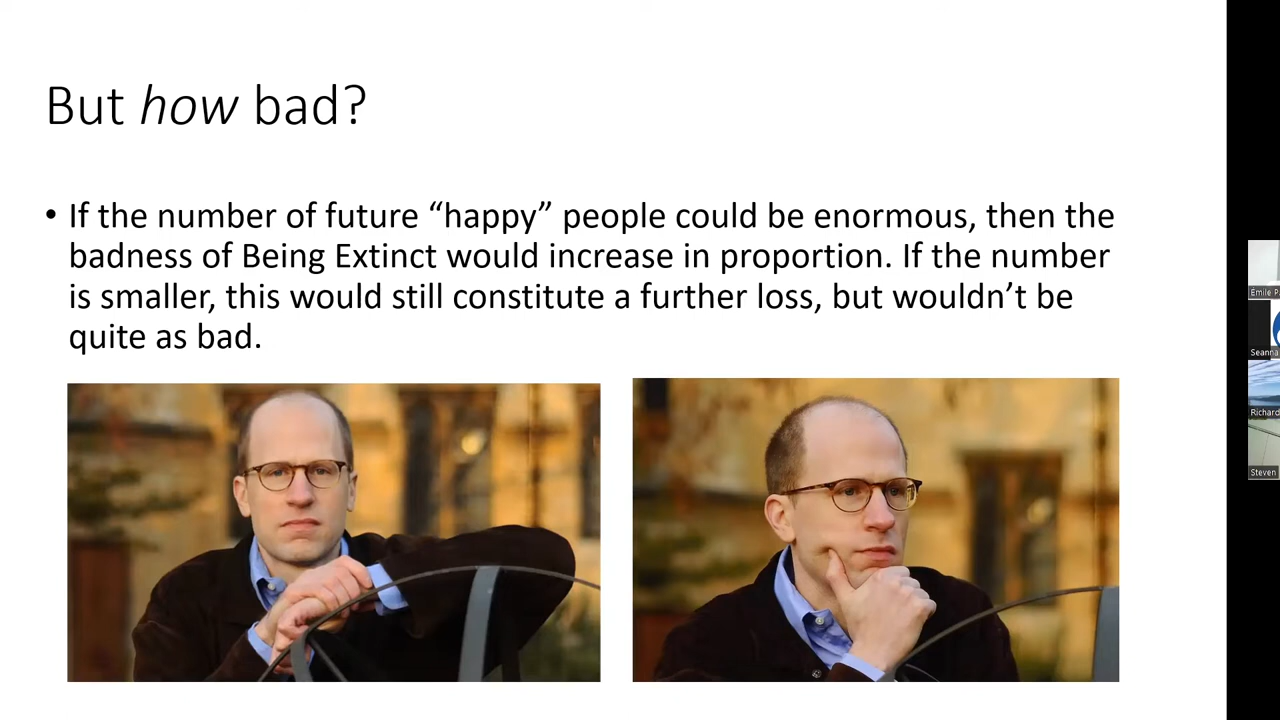 But how bad?
• If the number of future “happy” people could be enormous, then the
badness of Being Extinct would increase in proportion. If the number
is smaller, this would still constitute a further loss, but wouldn’t be
quite as bad.
Émile P.
Seanna
Richard
Steven